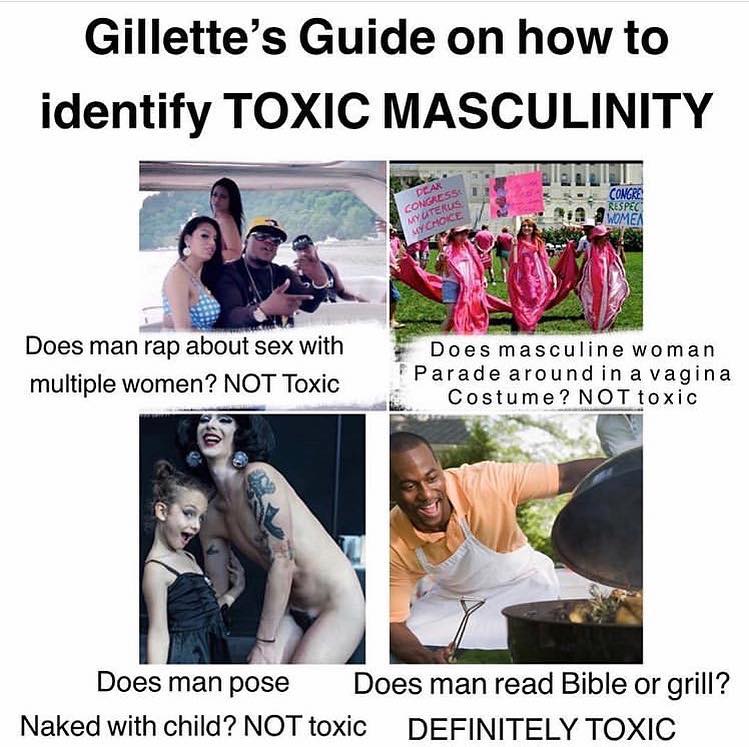 Gillette's Guide on how to
identify TOXIC MASCULINITY
DEAR
CONGRESS:
MY UTERUS
MY CHOICE
CONGRE
RESPEC
WOMEN
Does man rap about sex with
multiple women? NOT Toxic
Does masculine woman
Parade around in a vagina
Costume? NOT toxic
Does man pose
Naked with child? NOT toxic
Does man read Bible or grill?
DEFINITELY TOXIC